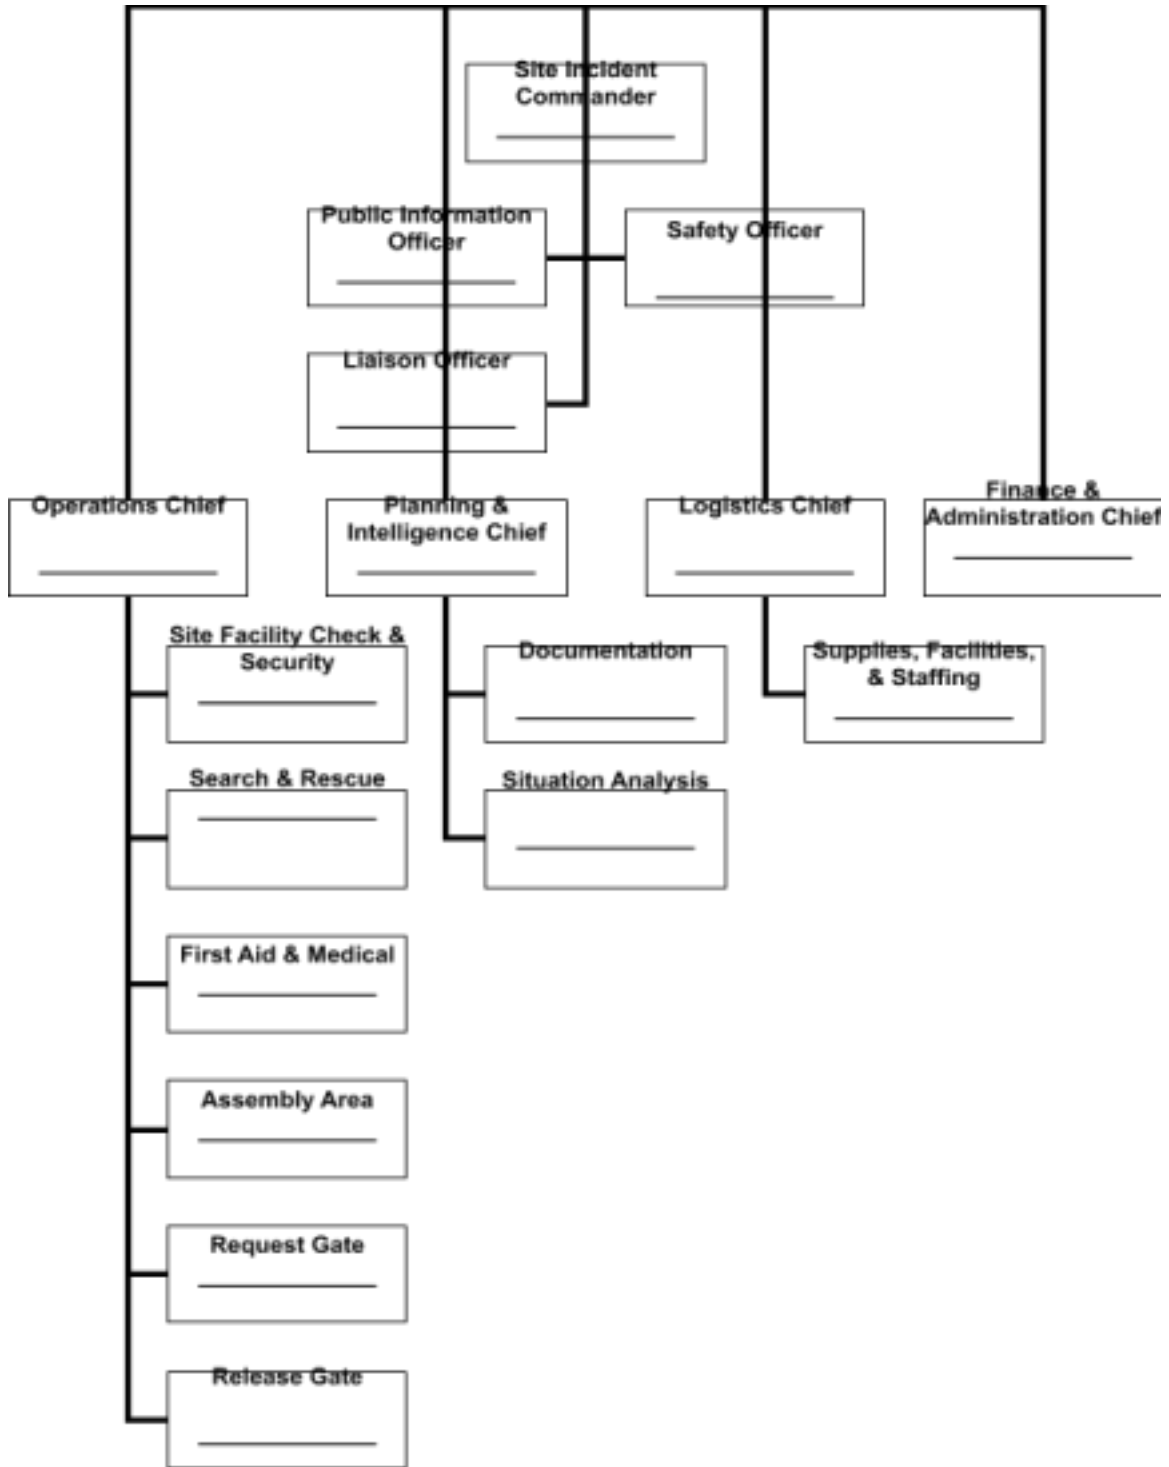 Site Incident
Commander
Public Information
Officer
Safety Officer
Liaison Officer
Operations Chief
Planning &
Intelligence Chief
Logistics Chief
Finance &
Administration Chief
Site Facility Check &
Security
Documentation
Supplies, Facilities,
& Staffing
Search & Rescue
Situation Analysis
First Aid & Medical
Assembly Area
Request Gate
Release Gate